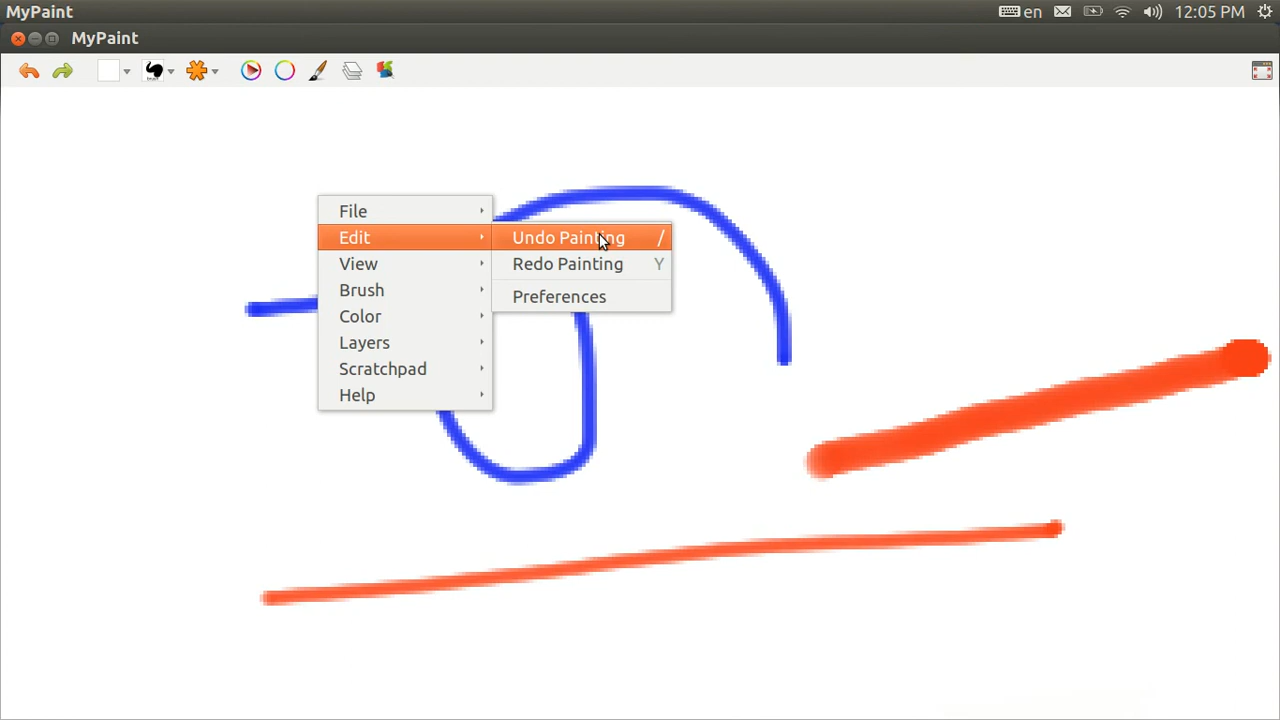 MyPaint
en
12:05 PM
MyPaint
File
Edit
Undo Painting /
View
Redo Painting Y
Brush
Preferences
Color
Layers
Scratchpad
Help